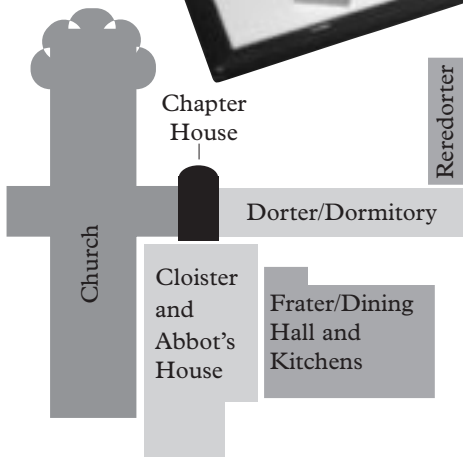 Reredorter
Chapter
House
Dorter/Dormitory
Church
Cloister
and
Abbot's
House
Frater/Dining
Hall and
Kitchens